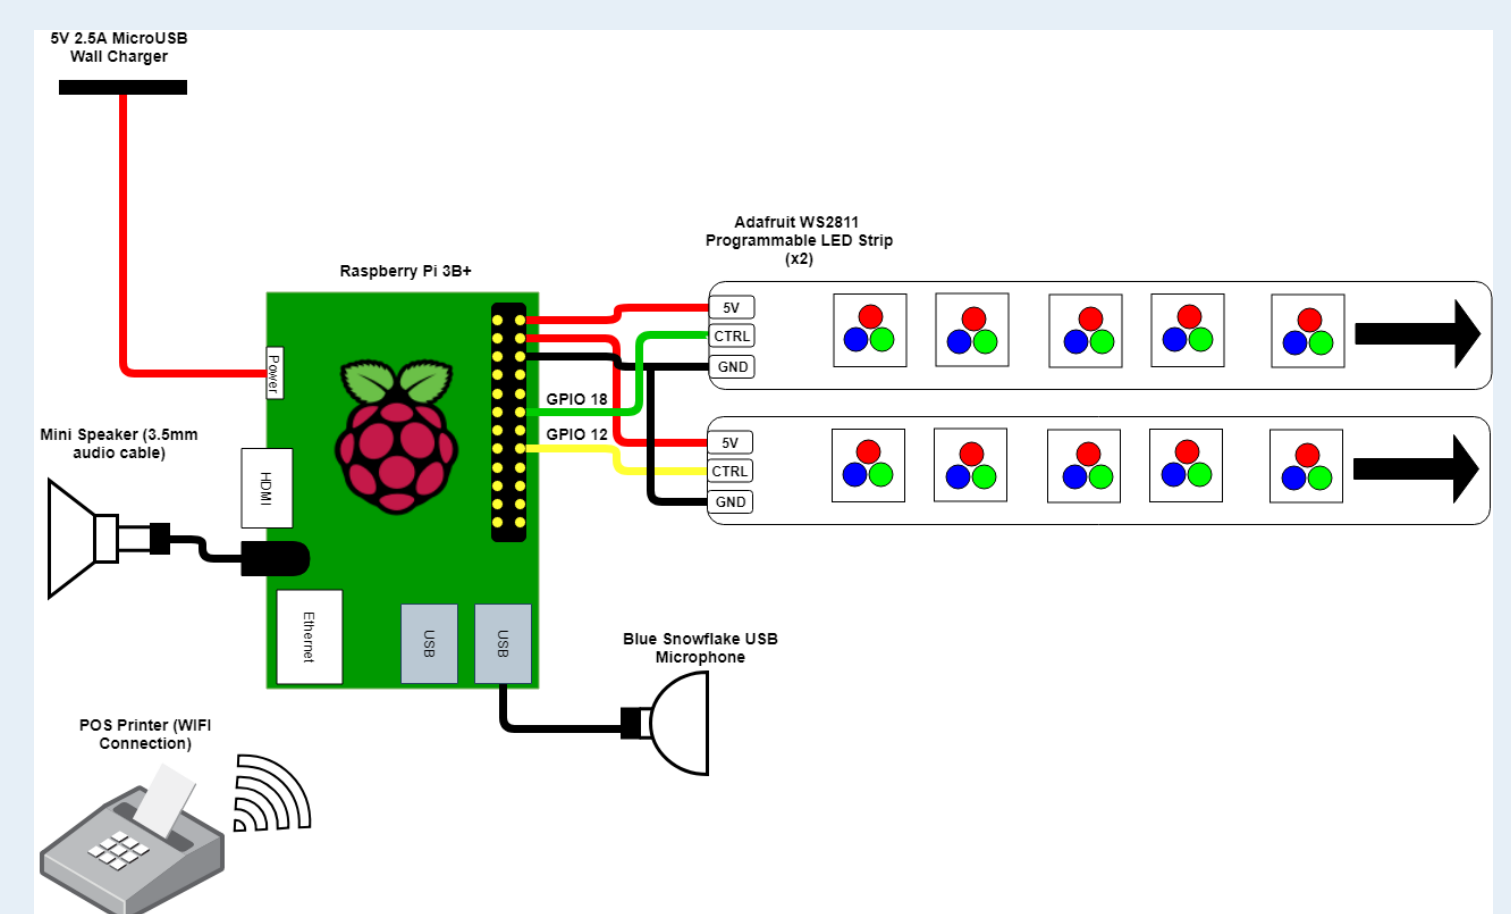 5V 2.5A MicroUSB
Wall Charger
Adafruit WS2811
Programmable LED Strip
(x2)
Raspberry Pi 3B+
5V
CTRL
GND
Power
GPIO 18
GPIO 12
5V
CTRL
GND
Mini Speaker (3.5mm
audio cable)
HDMI
Ethernet
USB
USB
Blue Snowflake USB
Microphone
POS Printer (WIFI
Connection)